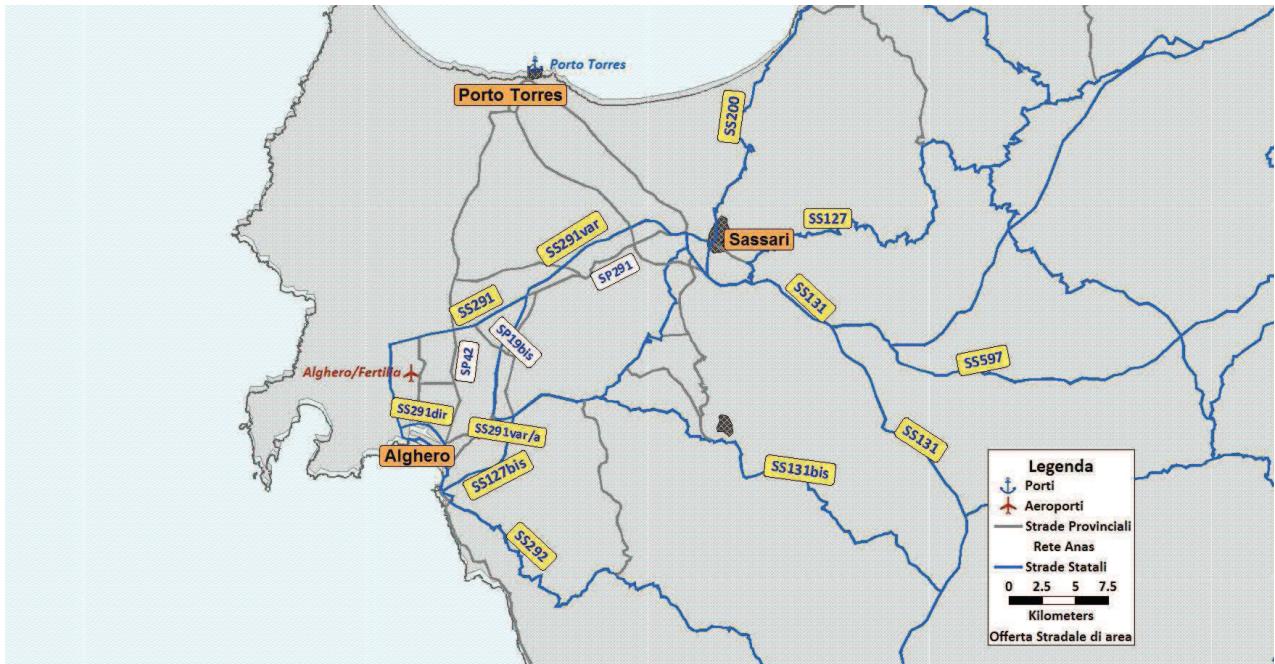 Porto Torres
Porto Torres
SS200
SS127
Sassari
SS291var
SP291
SS291
SS131
SP19bis
SP42
SS597
Alghero/Fertilia
SS291dir
SS291var/a
SS131
Alghero
SS127bis
SS131bis
SS292
Legenda
Porti
Aeroporti
Strade Provinciali
Rete Anas
Strade Statali
0 2.5 5 7.5
Kilometers
Offerta Stradale di area